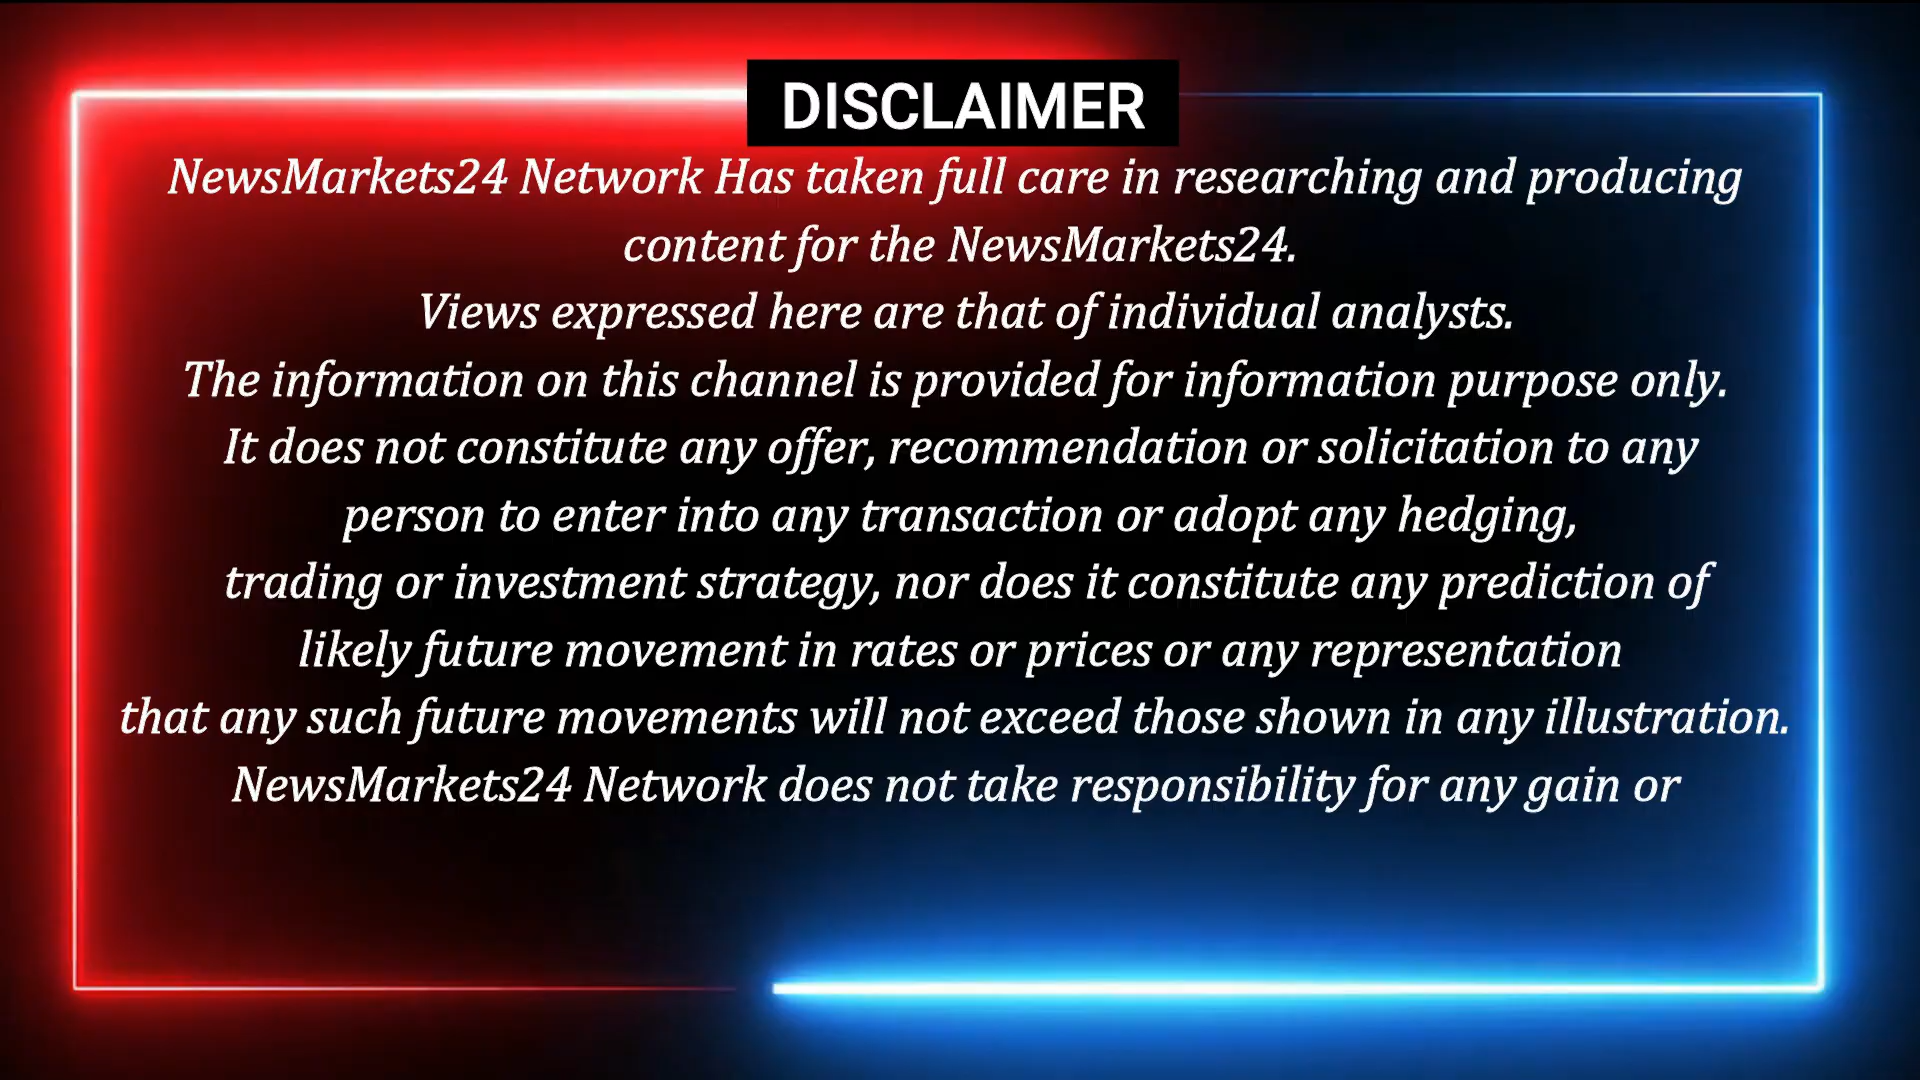 DISCLAIMER
NewsMarkets24 Network Has taken full care in researching and producing
content for the NewsMarkets24.
Views expressed here are that of individual analysts.
The information on this channel is provided for information purpose only.
It does not constitute any offer, recommendation or solicitation to any
person to enter into any transaction or adopt any hedging,
trading or investment strategy, nor does it constitute any prediction of
likely future movement in rates or prices or any representation
that any such future movements will not exceed those shown in any illustration.
NewsMarkets24 Network does not take responsibility for any gain or